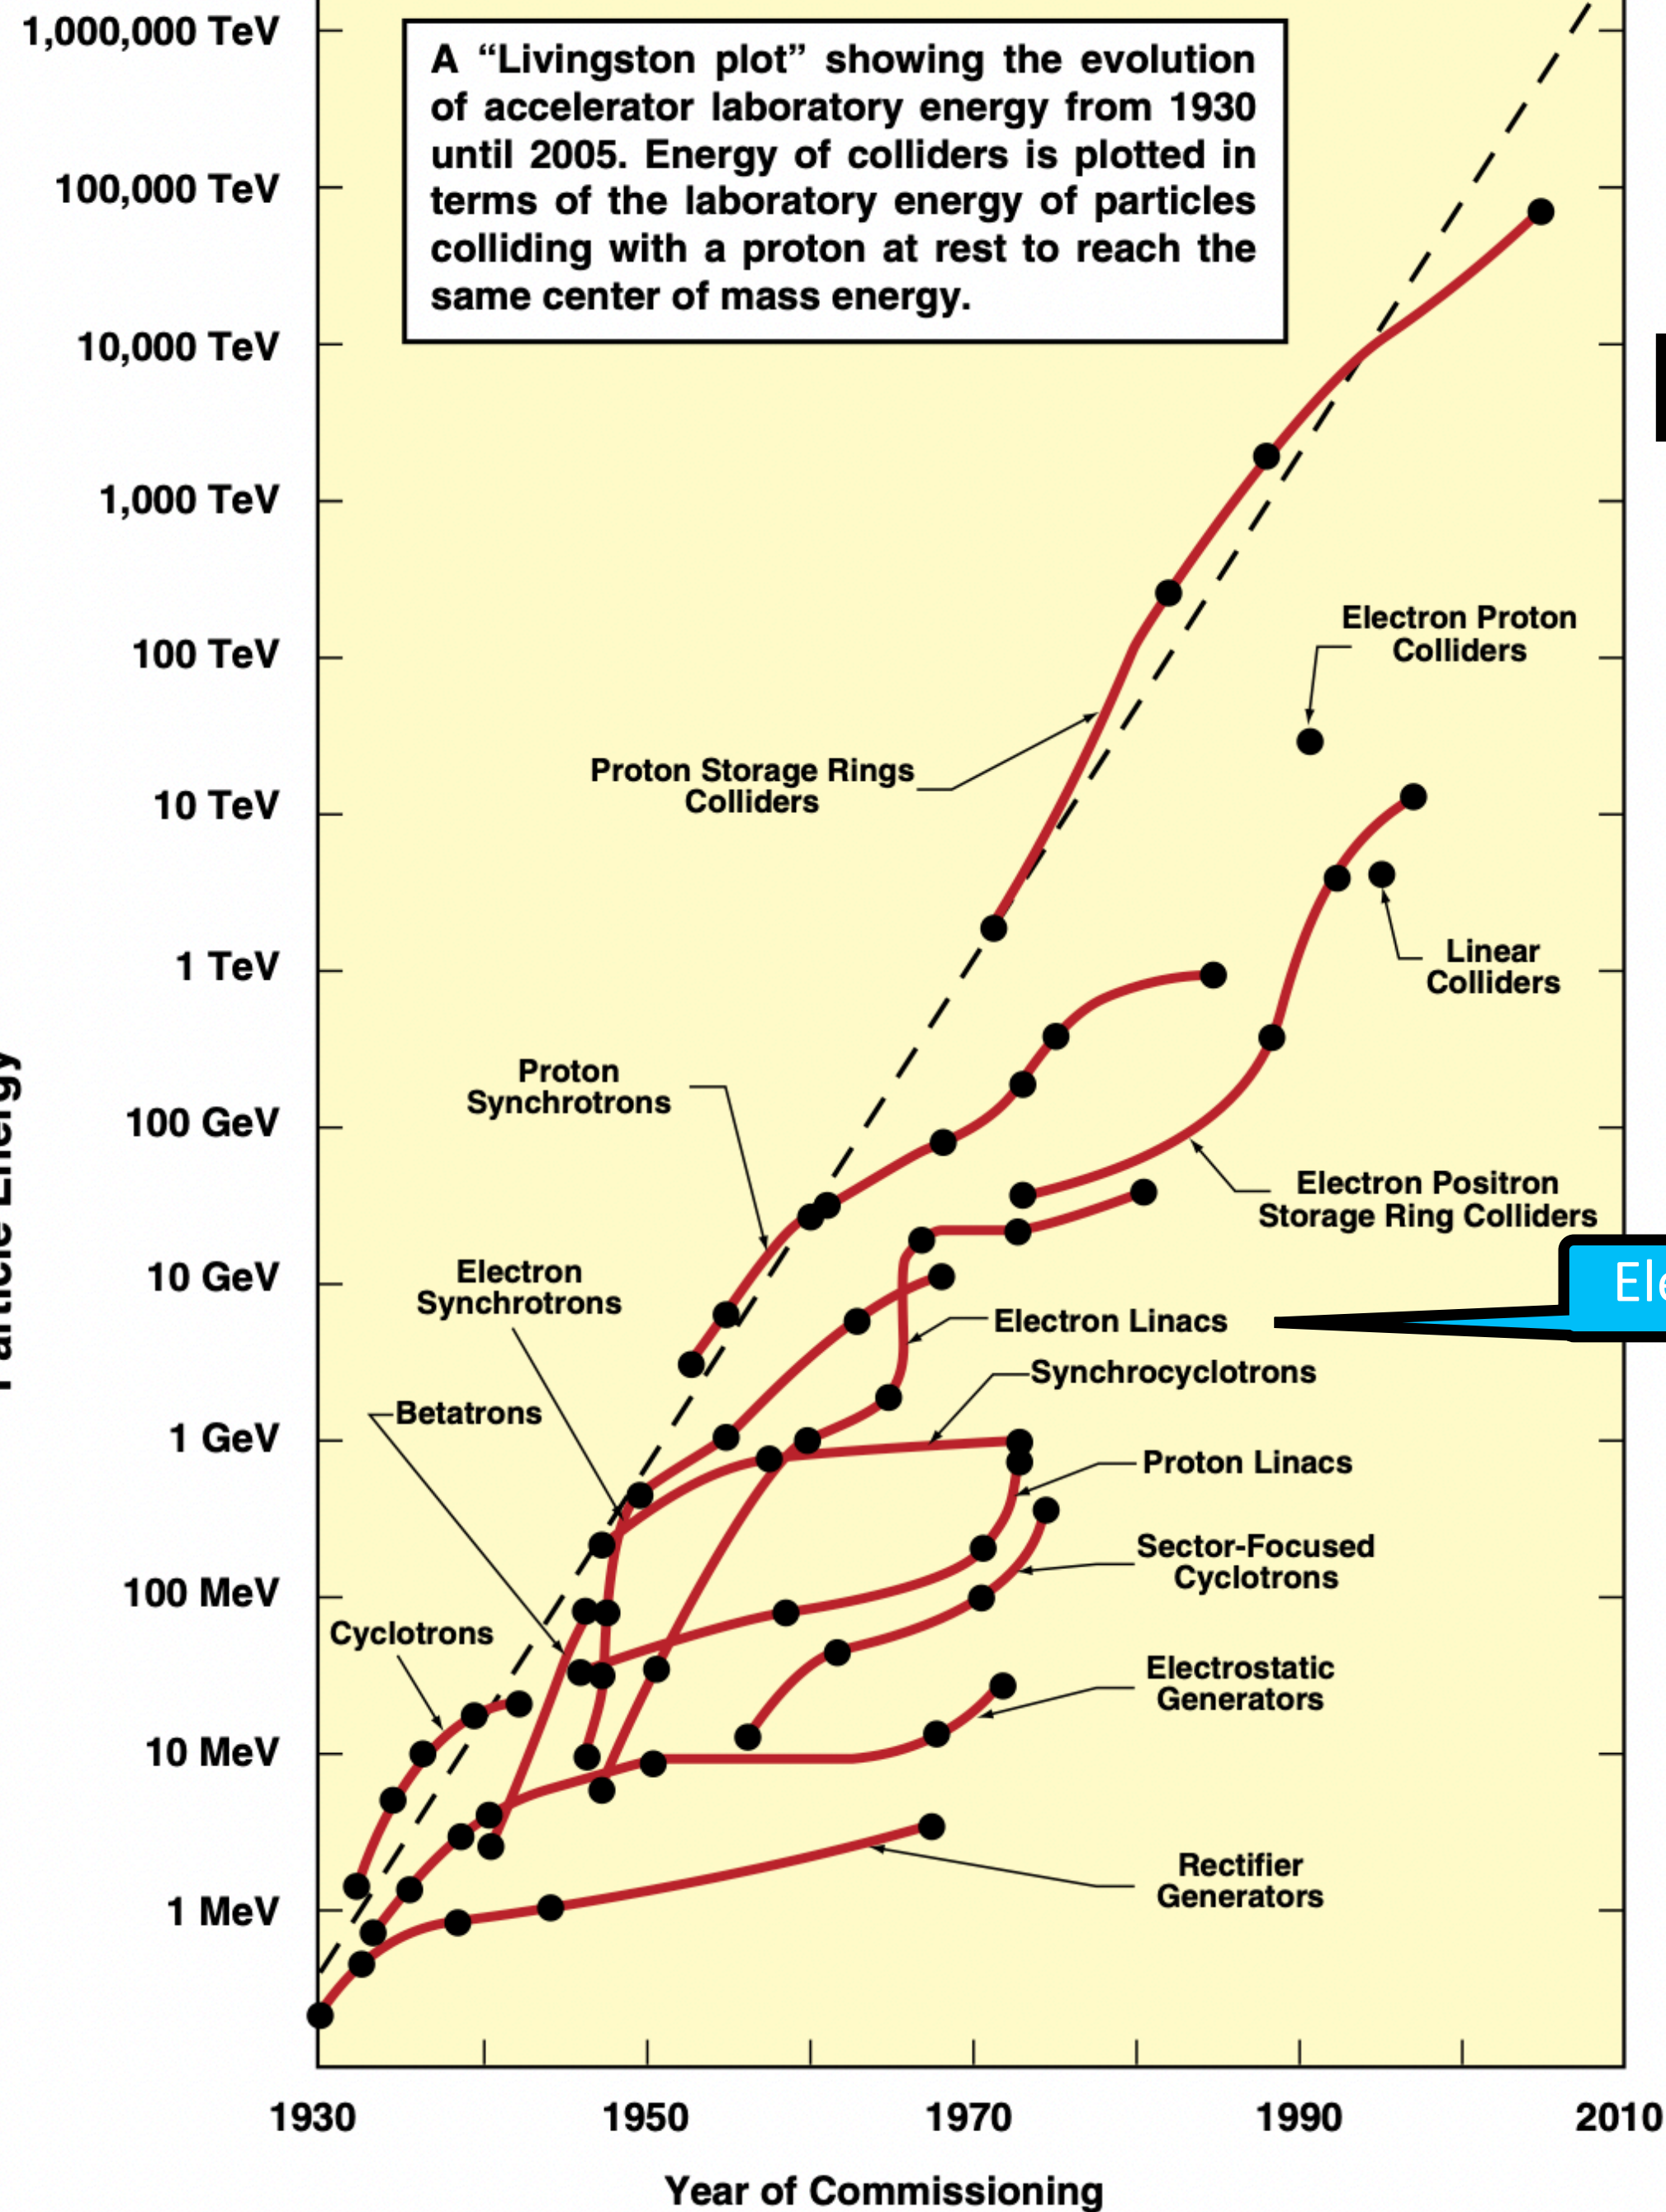 1,000,000 TeV
A “Livingston plot” showing the evolution
of accelerator laboratory energy from 1930
until 2005. Energy of colliders is plotted in
terms of the laboratory energy of particles
colliding with a proton at rest to reach the
same center of mass energy.
100,000 TeV
10,000 TeV
1,000 TeV
100 TeV
10 TeV
1 TeV
100 GeV
10 GeV
1 GeV
100 MeV
10 MeV
1 MeV
Particle Energy
Electron Proton
Colliders
Proton Storage Rings
Colliders
Linear
Colliders
Proton
Synchrotrons
Electron Positron
Storage Ring Colliders
Electron
Synchrotrons
Electron Linacs
Synchrocyclotrons
Betatrons
Proton Linacs
Sector-Focused
Cyclotrons
Cyclotrons
Electrostatic
Generators
Rectifier
Generators
1930
1950
1970
1990
2010
Year of Commissioning